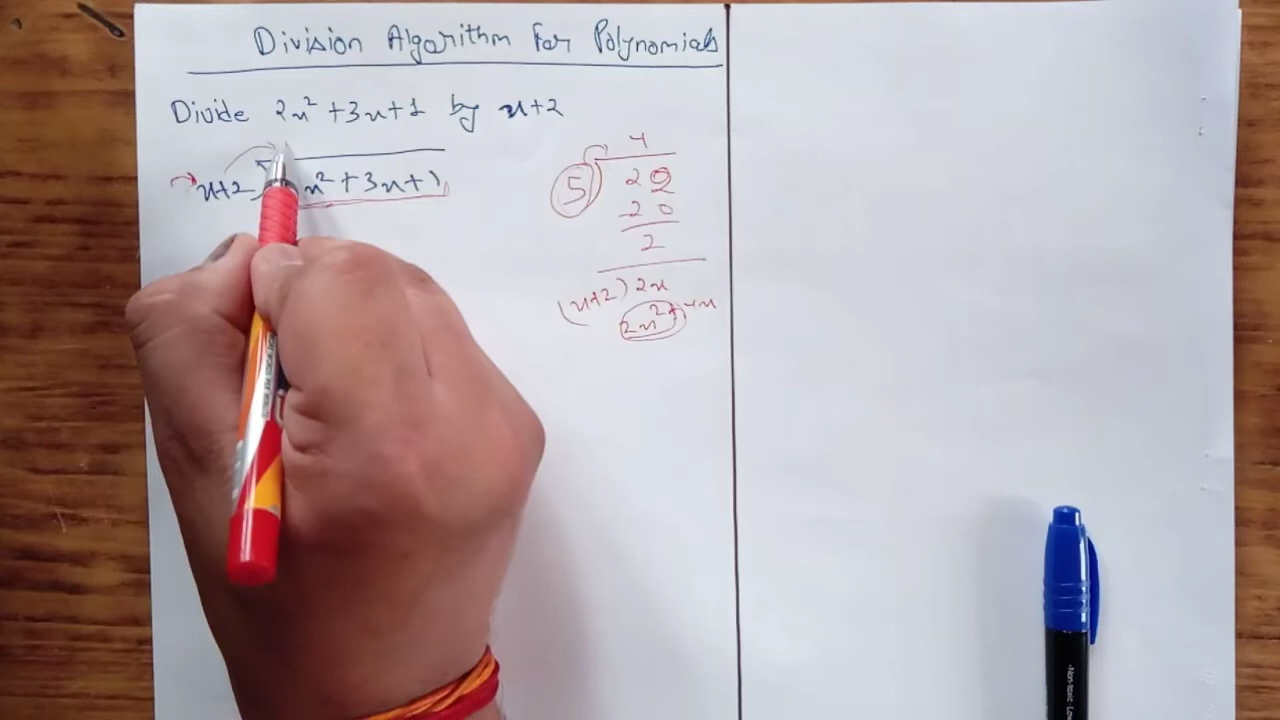 Division Algorithm For Polynomials
Divide 2x² + 3x + 1 by x + 2
x+2 x² + 3x + 1
4
5 22
20
2
(x+2) 2x
2x² + 4x